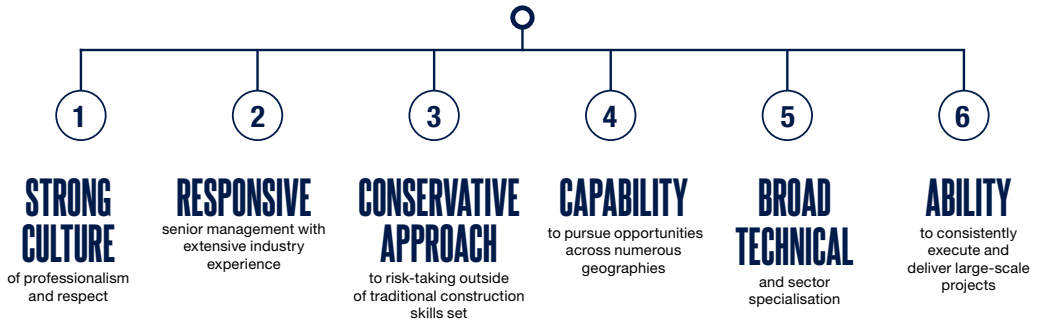 1
STRONG
CULTURE
of professionalism
and respect
2
RESPONSIVE
senior management with
extensive industry
experience
3
CONSERVATIVE
APPROACH
to risk-taking outside
of traditional construction
skills set
4
CAPABILITY
to pursue opportunities
across numerous
geographies
5
BROAD
TECHNICAL
and sector
specialisation
6
ABILITY
to consistently
execute and
deliver large-scale
projects